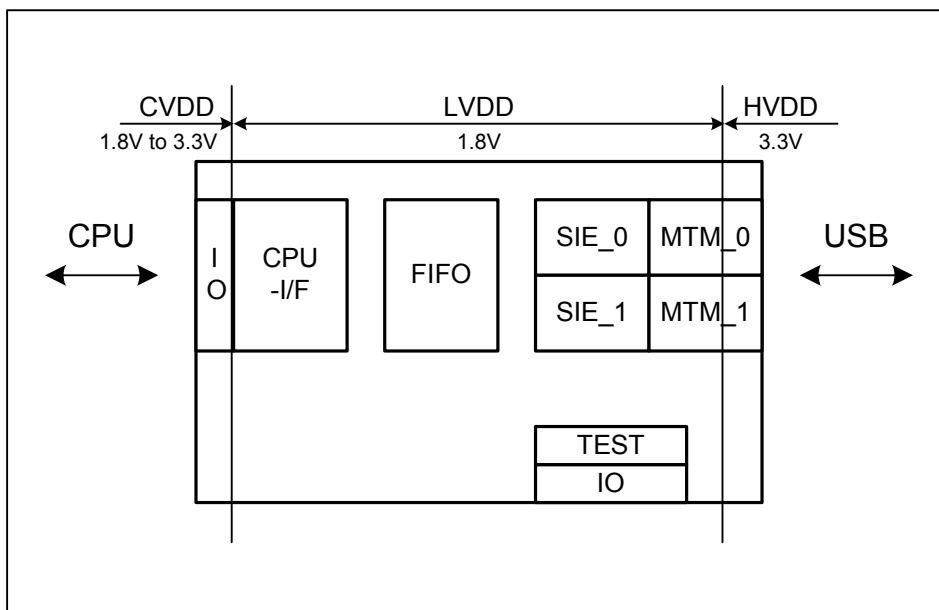 CVDD LVDD HVDD
1.8V to 3.3V 1.8V 3.3V
CPU
I
O
CPU
-I/F
FIFO
SIE_0 MTM_0
SIE_1 MTM_1
USB
TEST
IO